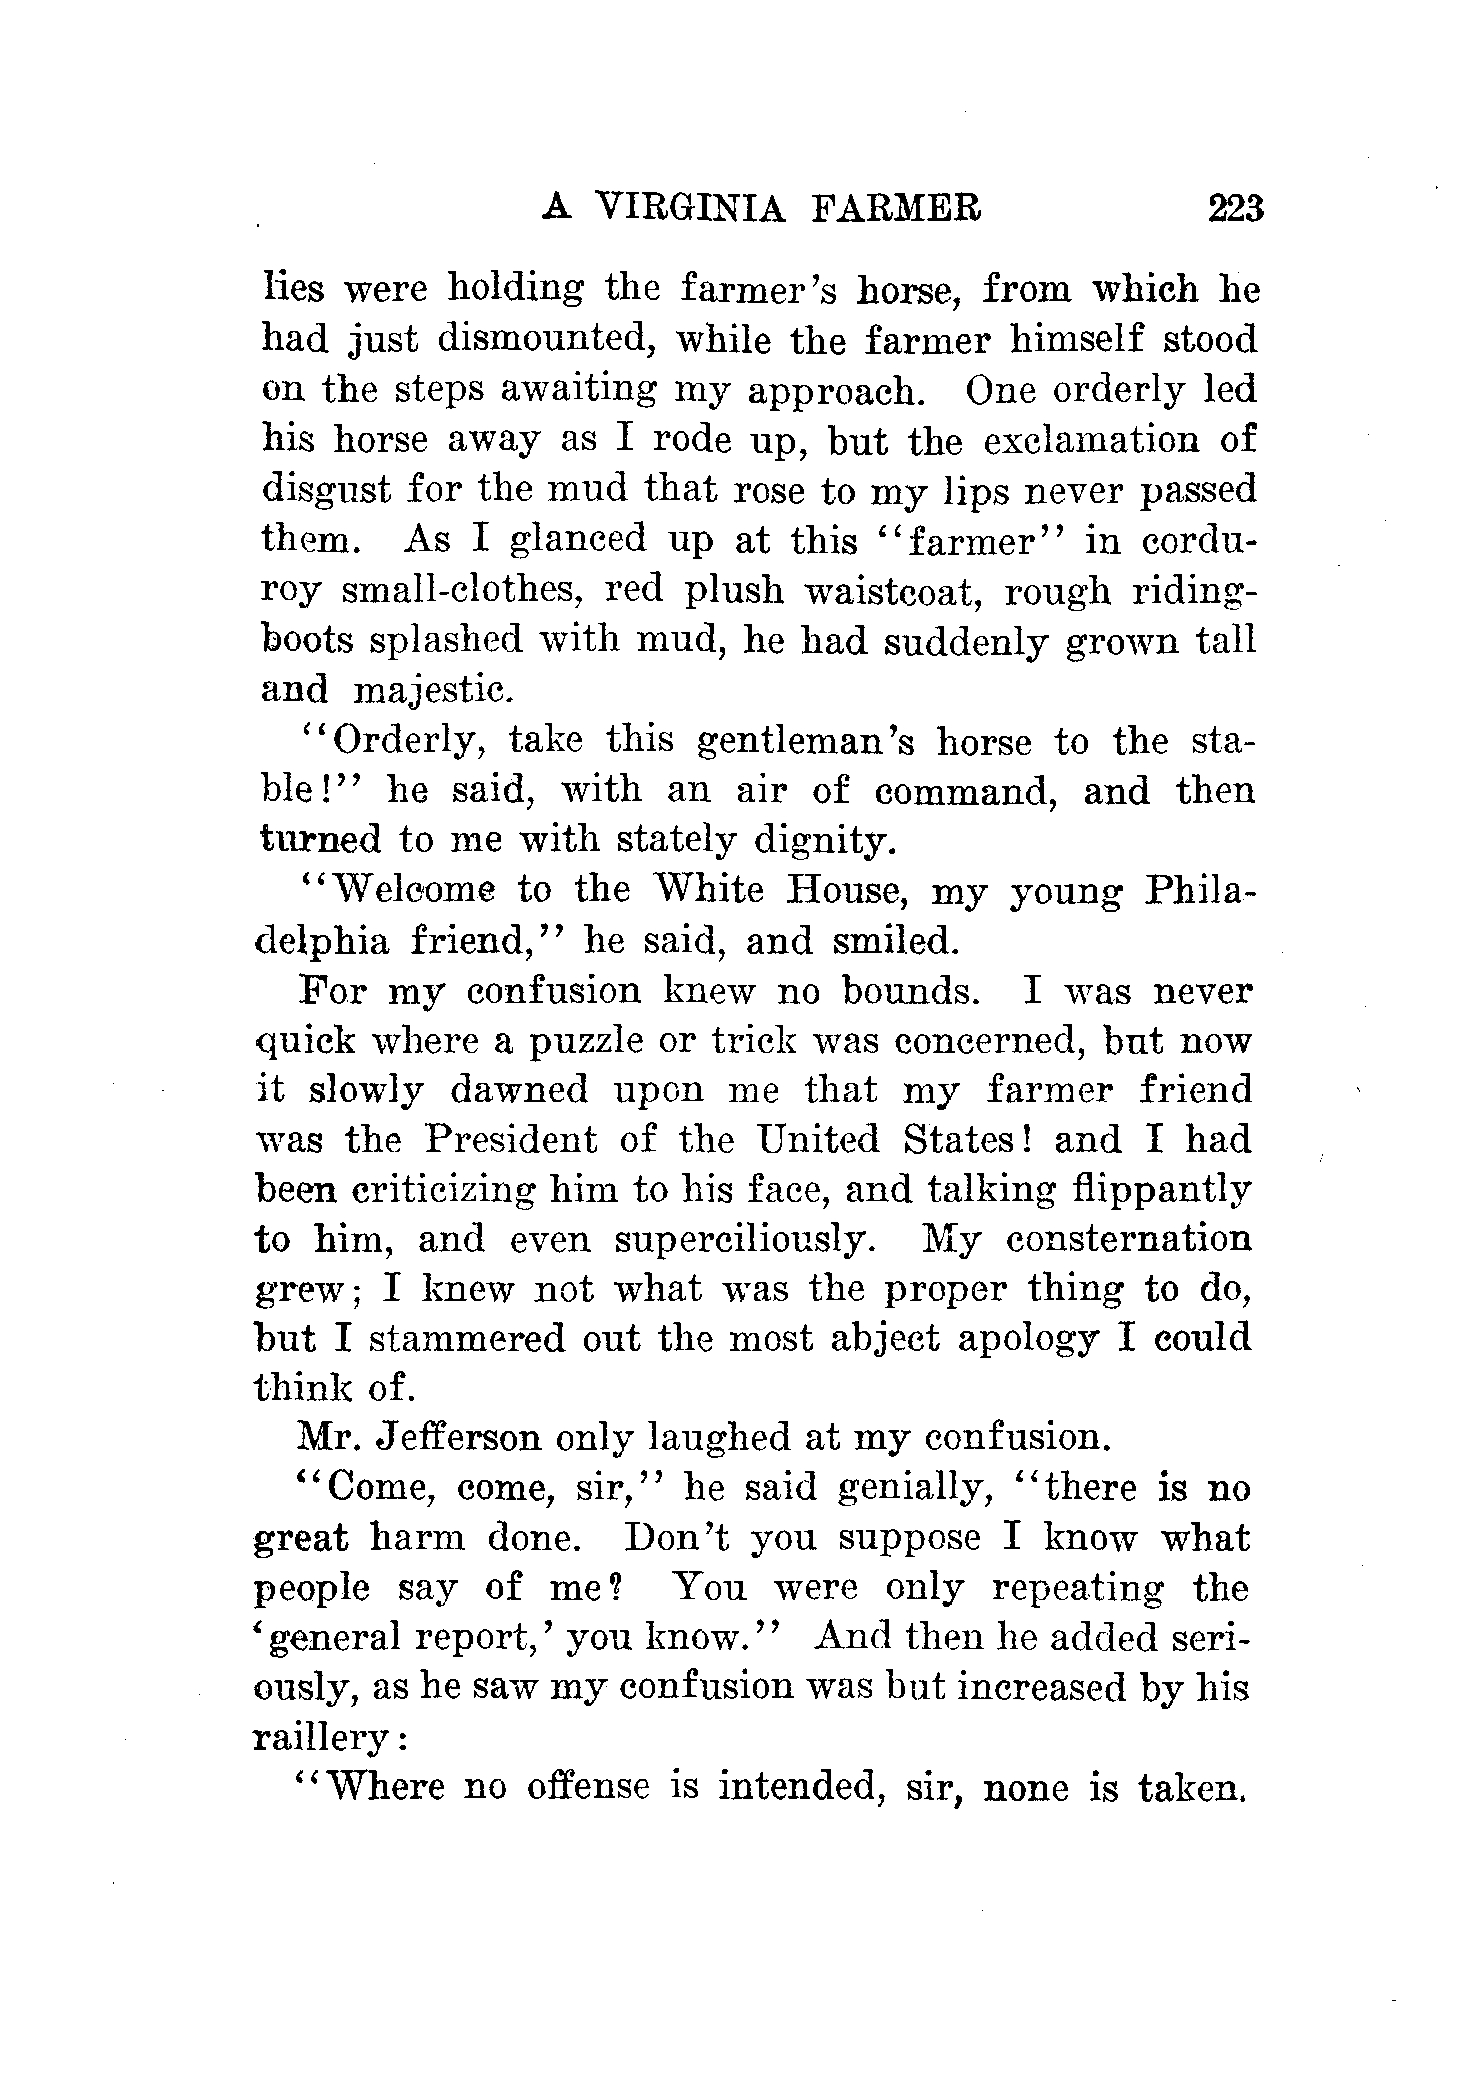 A VIRGINIA FARMER 223
lies were holding the farmer's horse, from which he
had just dismounted, while the farmer himself stood
on the steps awaiting my approach. One orderly led
his horse away as I rode up, but the exclamation of
disgust for the mud that rose to my lips never passed
them. As I glanced up at this "farmer" in cordu-
roy small-clothes, red plush waistcoat, rough riding-
boots splashed with mud, he had suddenly grown tall
and majestic.
"Orderly, take this gentleman's horse to the sta-
ble!" he said, with an air of command, and then
turned to me with stately dignity.
"Welcome to the White House, my young Phila-
delphia friend," he said, and smiled.
For my confusion knew no bounds. I was never
quick where a puzzle or trick was concerned, but now
it slowly dawned upon me that my farmer friend
was the President of the United States! and I had
been criticizing him to his face, and talking flippantly
to him, and even superciliously. My consternation
grew; I knew not what was the proper thing to do,
but I stammered out the most abject apology I could
think of.
Mr. Jefferson only laughed at my confusion.
"Come, come, sir," he said genially, "there is no
great harm done. Don't you suppose I know what
people say of me? You were only repeating the
'general report,' you know." And then he added seri-
ously, as he saw my confusion was but increased by his
raillery:
"Where no offense is intended, sir, none is taken.